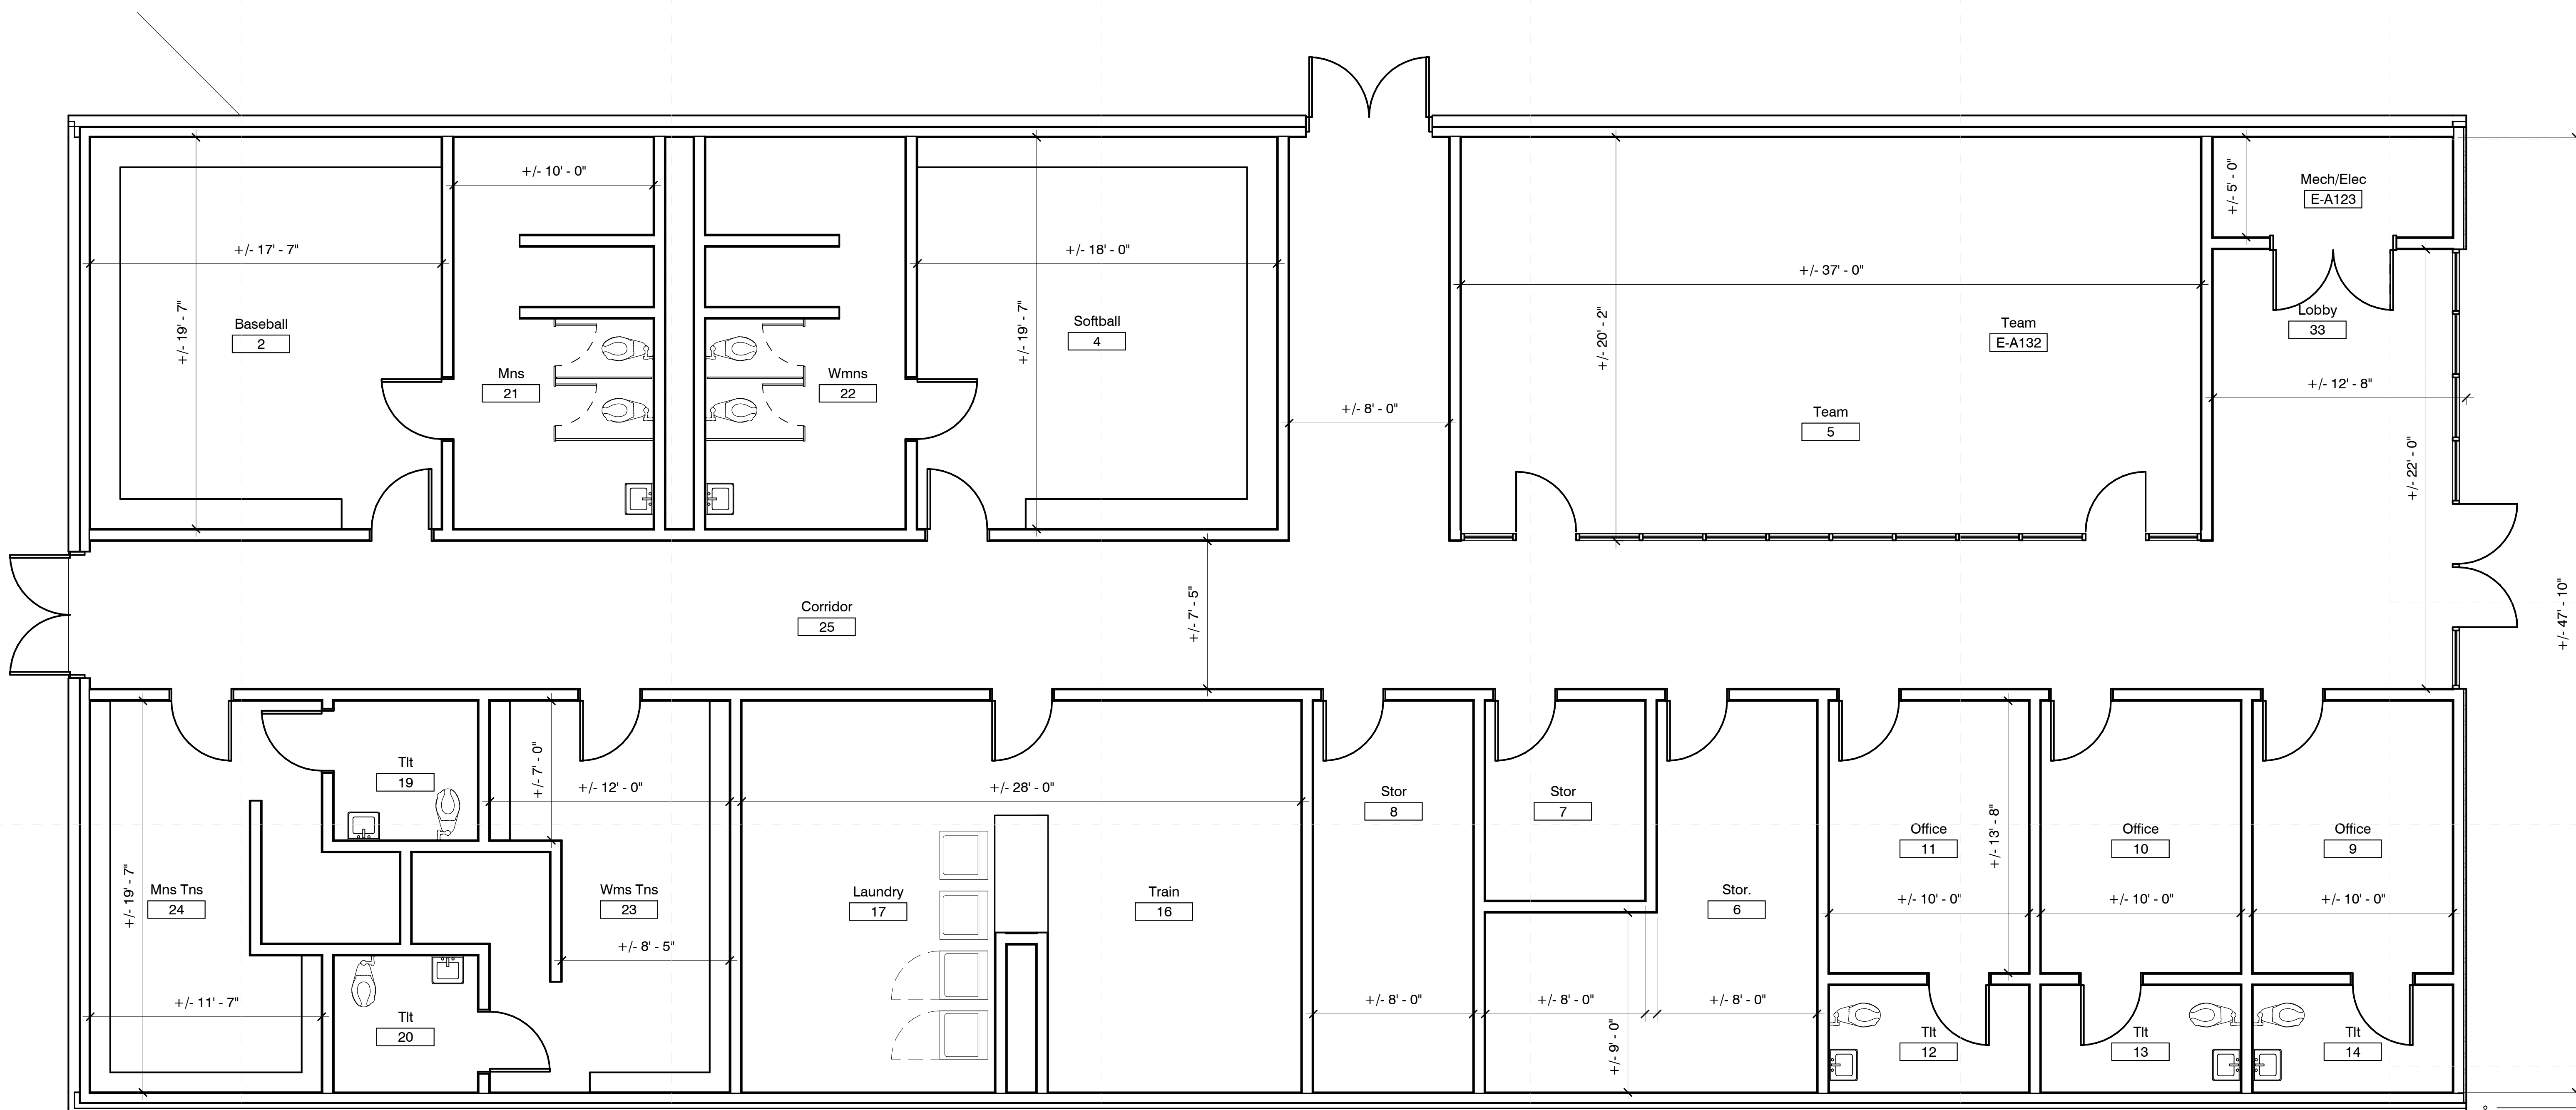 +/- 10' - 0"
+/- 5' - 0"
Mech/Elec
E-A123
+/- 17' - 7"
+/- 18' - 0"
+/- 37' - 0"
+/- 19' - 7"
Baseball
2
+/- 19' - 7"
Softball
4
+/- 20' - 2"
Team
E-A132
Lobby
33
Mns
21
Wmns
22
+/- 8' - 0"
Team
5
+/- 12' - 8"
+/- 22' - 0"
Corridor
25
+/- 7' - 5"
+/- 47' - 10"
Tlt
19
+/- 7' - 0"
+/- 12' - 0"
+/- 28' - 0"
Stor
8
Stor
7
Office
11
+/- 13' - 8"
Office
10
Office
9
+/- 19' - 7"
Mns Tns
24
Wms Tns
23
Laundry
17
Train
16
Stor.
6
+/- 10' - 0"
+/- 10' - 0"
+/- 10' - 0"
+/- 8' - 5"
+/- 11' - 7"
+/- 8' - 0"
+/- 8' - 0"
+/- 8' - 0"
Tlt
20
+/- 9' - 0"
Tlt
12
Tlt
13
Tlt
14